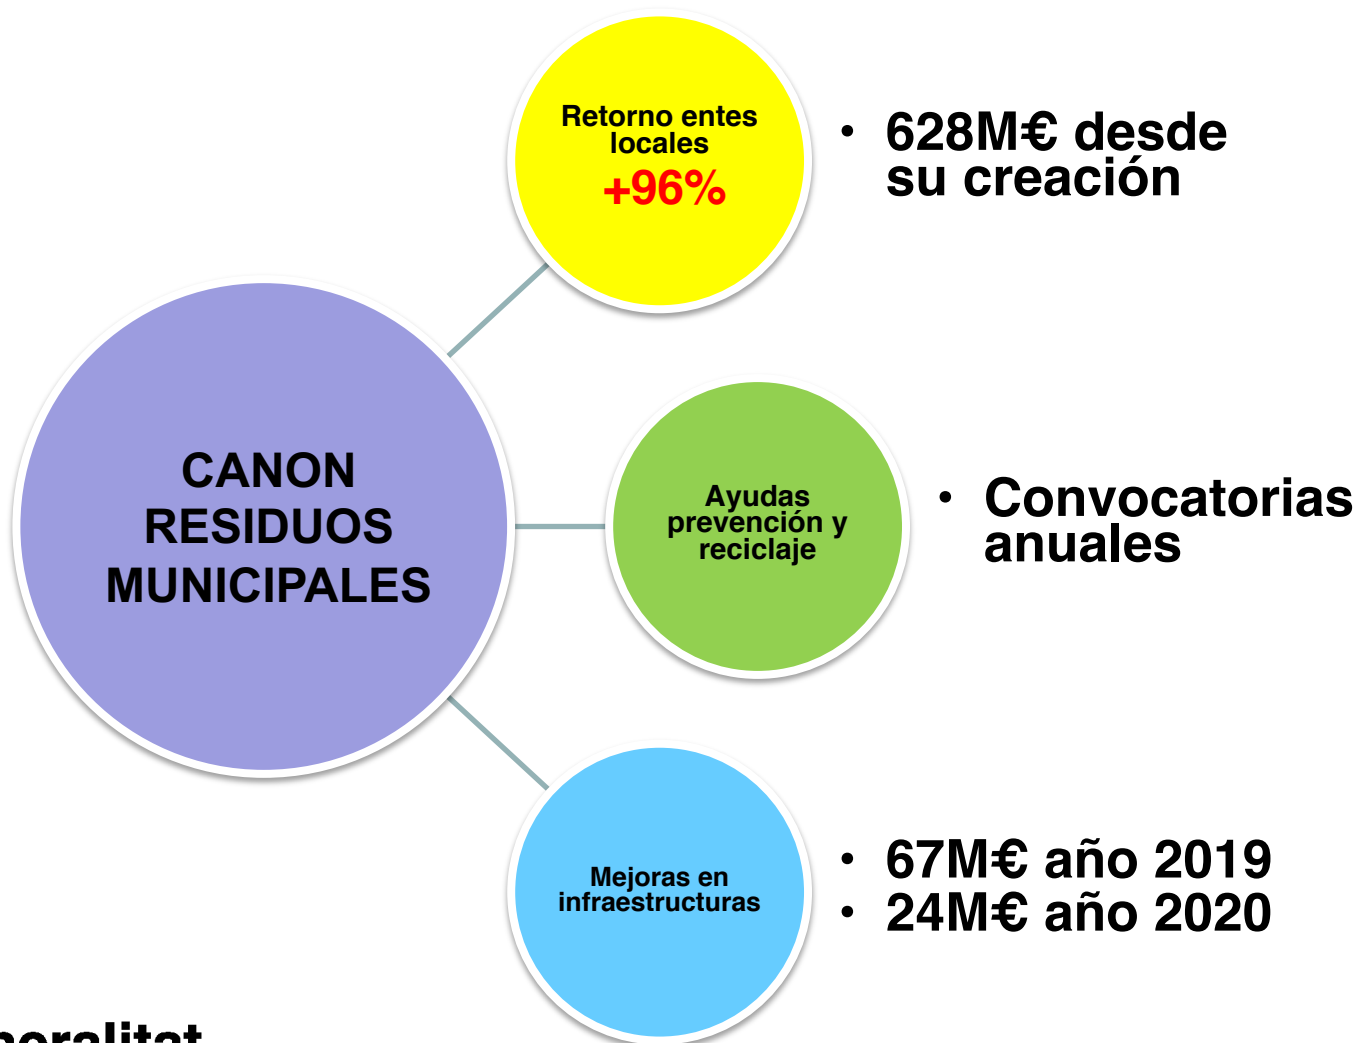 Retorno entes
locales
+96%
• 628M€ desde
su creación
CANON
RESIDUOS
MUNICIPALES
Ayudas
prevención y
reciclaje
• Convocatorias
anuales
Mejoras en
infraestructuras
• 67M€ año 2019
• 24M€ año 2020